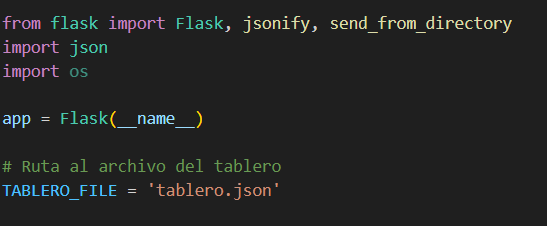 from flask import Flask, jsonify, send_from_directory
import json
import os
app = Flask(__name__)
# Ruta al archivo del tablero
TABLERO_FILE = 'tablero.json'